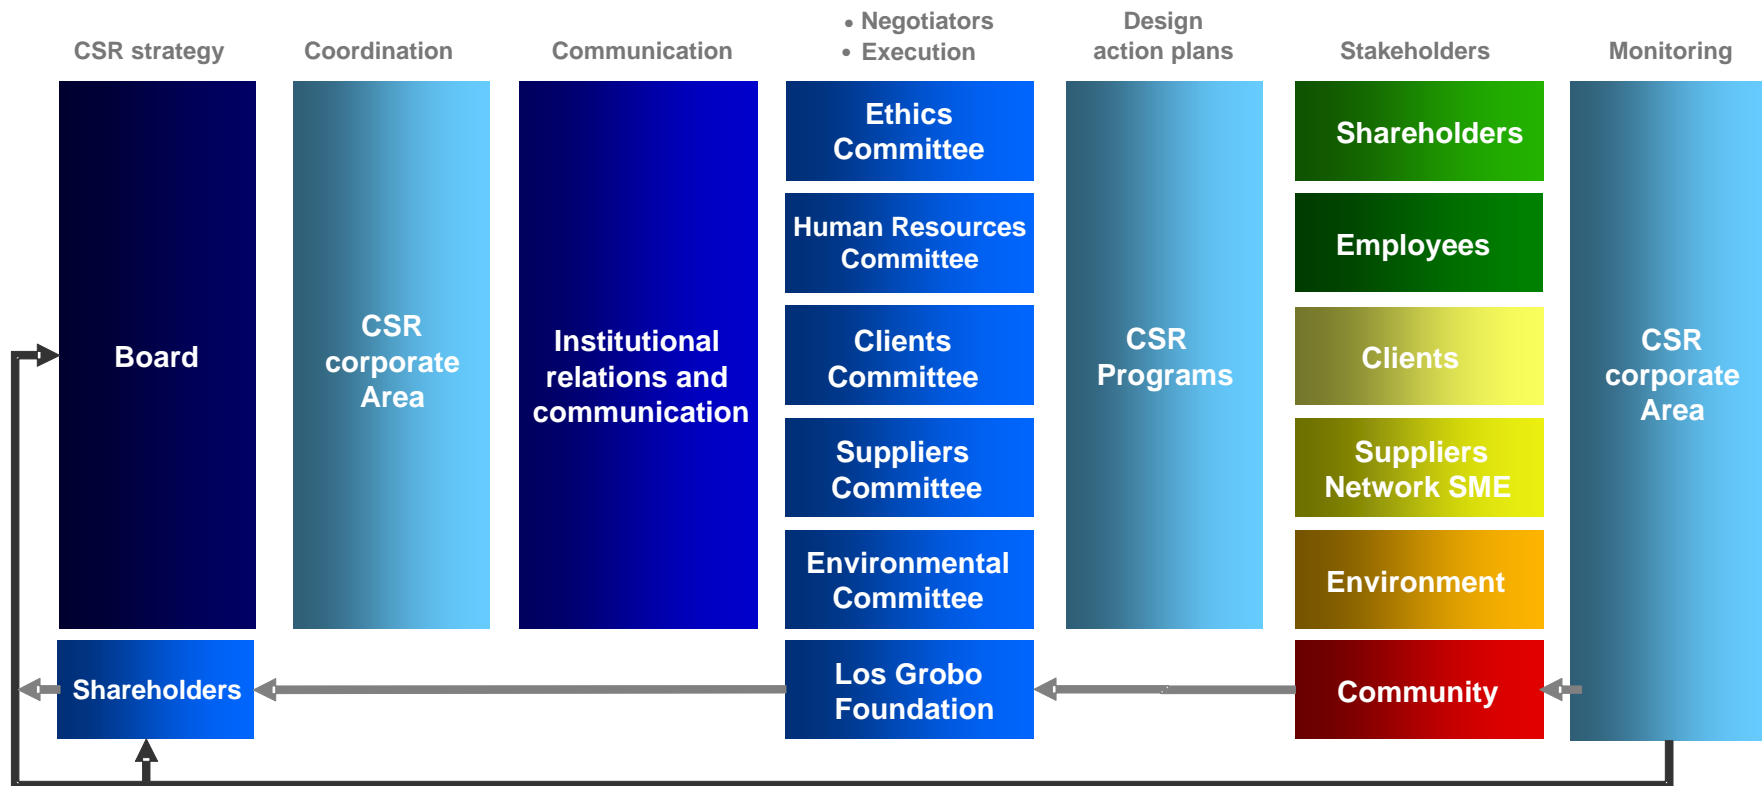 CSR strategy
Coordination
Communication
• Negotiators
• Execution
Design
action plans
Stakeholders
Monitoring
Board
CSR
corporate
Area
Institutional
relations and
communication
Ethics
Committee
Human Resources
Committee
Clients
Committee
Suppliers
Committee
Environmental
Committee
CSR
Programs
Shareholders
Employees
Clients
Suppliers
Network SME
Environment
CSR
corporate
Area
Shareholders
Los Grobo
Foundation
Community